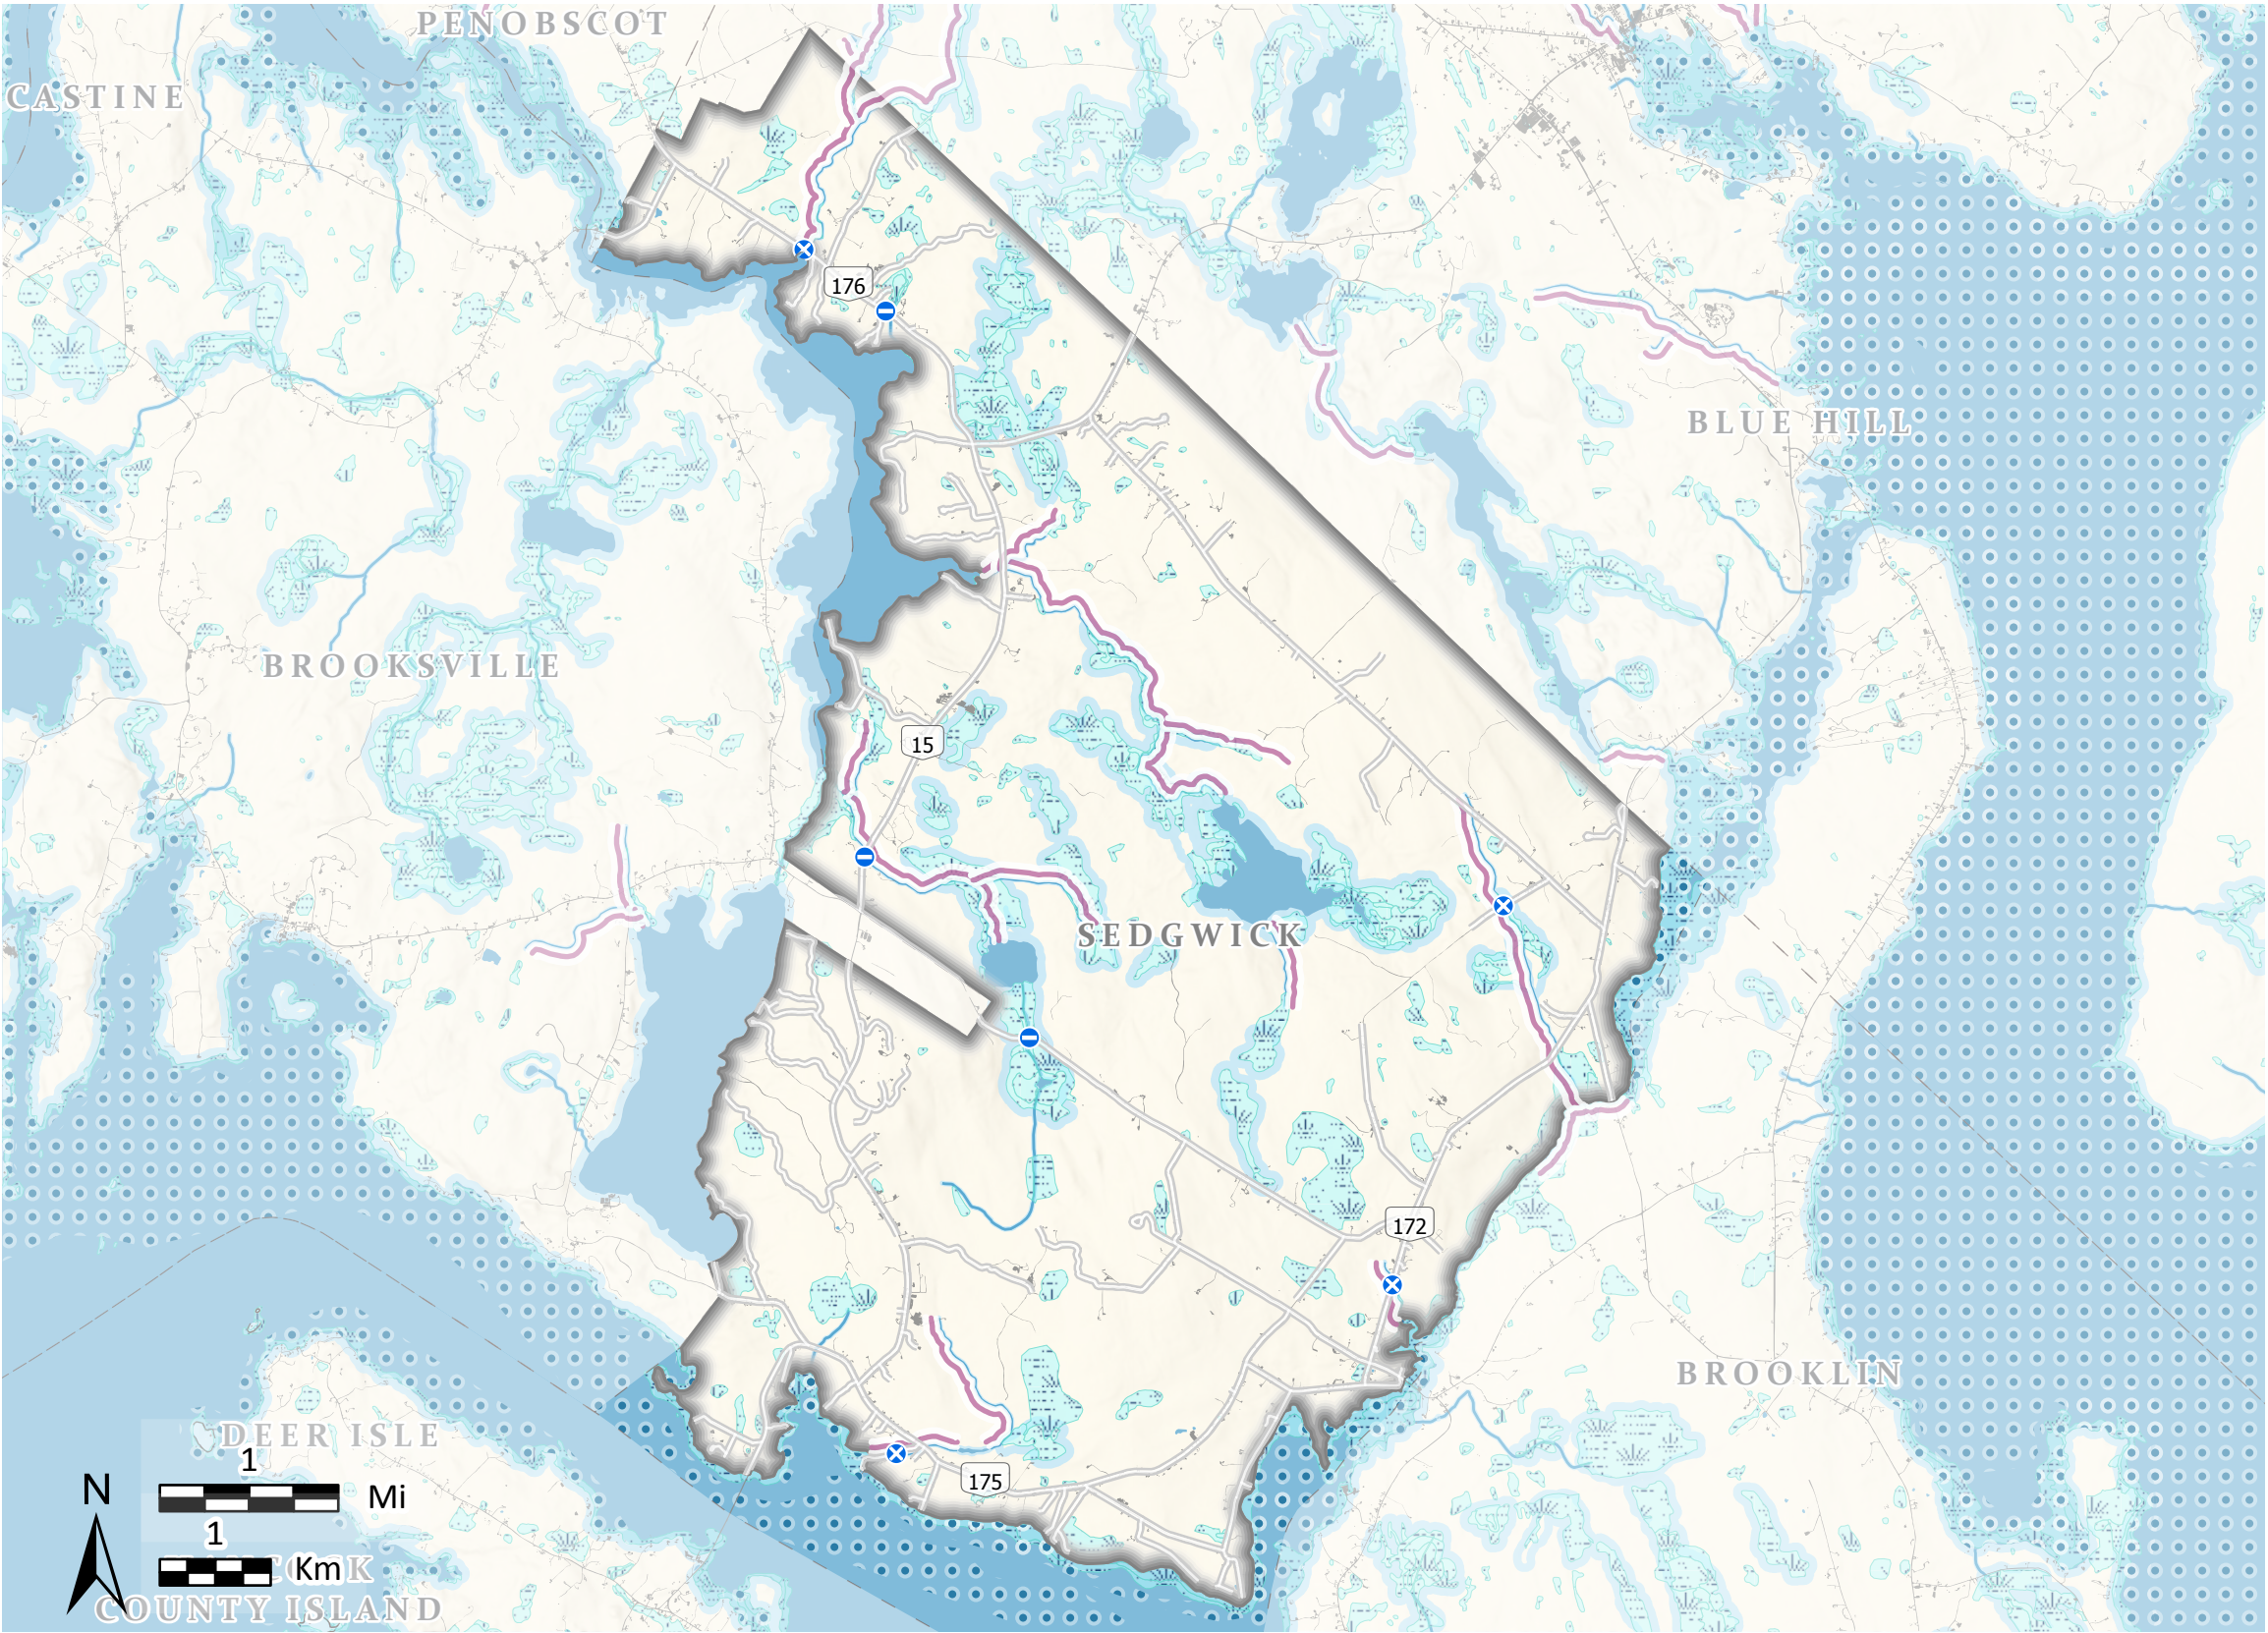 PENOBSCOT
CASTINE
176
BLUE HILL
BROOKSVILLE
15
SEDGWICK
172
BROOKLIN
DEER ISLE
1
N
Mi
175
1
Km
K
COUNTY ISLAND